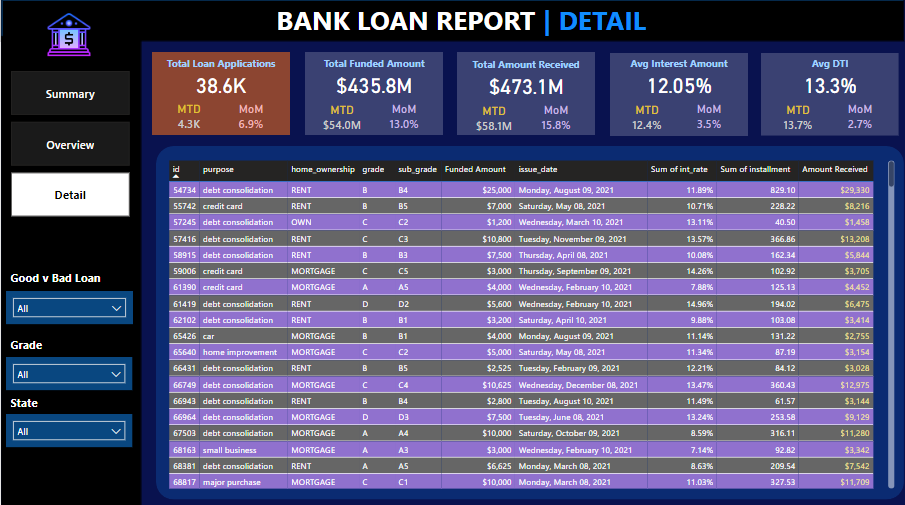 BANK LOAN REPORT | DETAIL
$
Summary
Overview
Detail
Good v Bad Loan
All
Grade
All
State
All
Total Loan Applications
38.6K
MTD MoM
4.3K 6.9%
Total Funded Amount
$435.8M
MTD MoM
$54.0M 13.0%
Total Amount Received
$473.1M
MTD MoM
$58.1M 15.8%
Avg Interest Amount
12.05%
MTD MoM
12.4% 3.5%
Avg DTI
13.3%
MTD MoM
13.7% 2.7%
id purpose home_ownership grade sub_grade Funded Amount issue_date Sum of int_rate Sum of installment Amount Received
54734 debt consolidation RENT B B4 $25,000 Monday, August 09, 2021 11.89% 829.10 $29,330
55742 credit card RENT B B5 $7,000 Saturday, May 08, 2021 10.71% 228.22 $8,216
57245 debt consolidation OWN C C2 $1,200 Wednesday, March 10, 2021 13.11% 40.50 $1,458
57416 debt consolidation RENT C C3 $10,800 Tuesday, November 09, 2021 13.57% 366.86 $13,208
58915 debt consolidation RENT B B3 $7,500 Thursday, April 08, 2021 10.08% 162.34 $5,844
59006 credit card MORTGAGE C C5 $3,000 Thursday, September 09, 2021 14.26% 102.92 $3,705
61390 credit card MORTGAGE A A5 $4,000 Wednesday, February 10, 2021 7.88% 125.13 $4,452
61419 debt consolidation RENT D D2 $5,600 Tuesday, February 09, 2021 14.96% 194.02 $6,475
62102 debt consolidation RENT B B1 $3,200 Saturday, April 10, 2021 9.88% 103.08 $3,414
65426 car MORTGAGE B B1 $4,000 Monday, August 09, 2021 11.14% 131.22 $2,755
65640 home improvement MORTGAGE C C2 $5,000 Saturday, May 08, 2021 11.34% 87.19 $3,154
66431 debt consolidation RENT B B5 $2,525 Tuesday, February 09, 2021 12.21% 84.12 $3,028
66749 debt consolidation MORTGAGE C C4 $10,625 Wednesday, December 08, 2021 13.47% 360.43 $12,975
66943 debt consolidation RENT B B4 $2,800 Tuesday, August 10, 2021 11.49% 61.57 $3,144
66964 debt consolidation MORTGAGE D D3 $7,500 Tuesday, June 08, 2021 13.24% 253.58 $9,129
67503 debt consolidation MORTGAGE A A4 $10,000 Saturday, October 09, 2021 8.59% 316.11 $11,280
68163 small business MORTGAGE A A3 $3,000 Wednesday, February 10, 2021 7.14% 92.82 $3,342
68381 debt consolidation RENT A A5 $6,625 Monday, March 08, 2021 8.63% 209.54 $7,542
68817 major purchase MORTGAGE C C1 $10,000 Monday, March 08, 2021 11.03% 327.53 $11,709